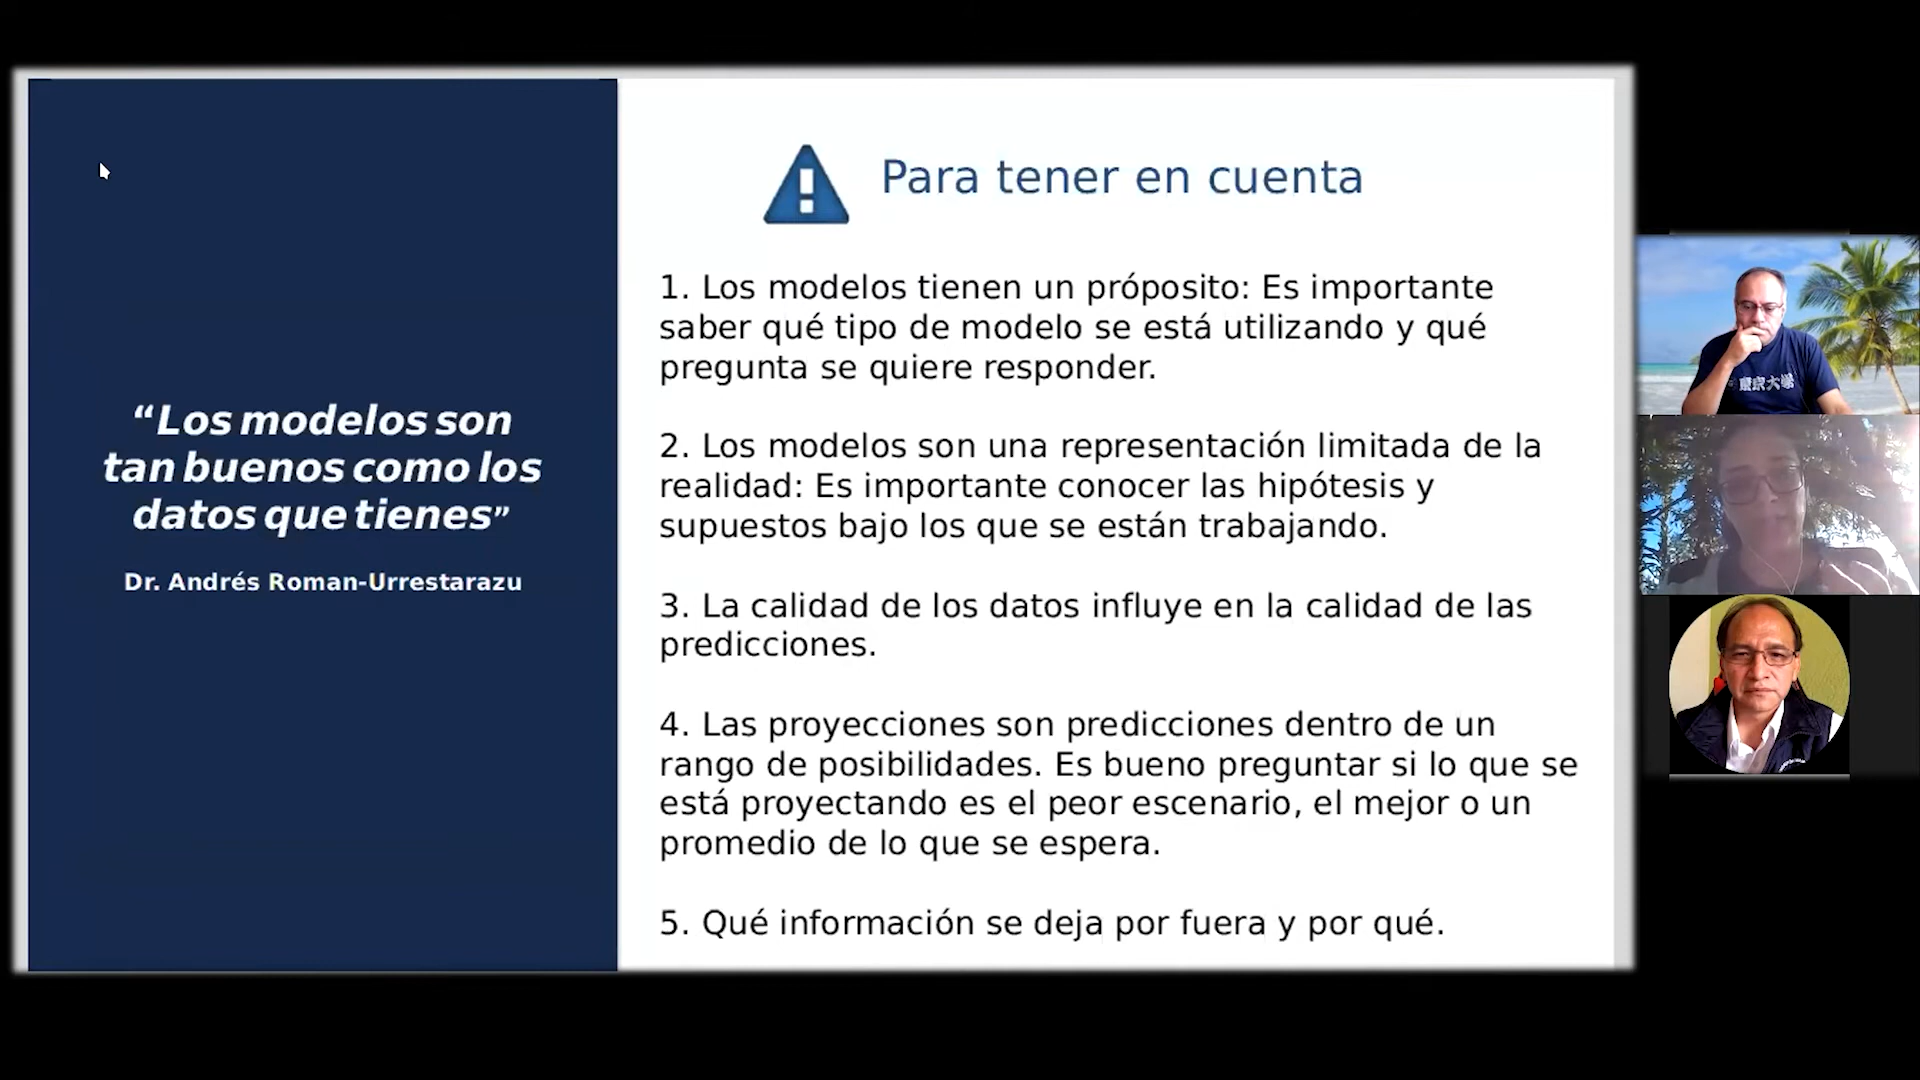 “Los modelos son
tan buenos como los
datos que tienes”
Dr. Andrés Roman-Urrestarazu
Para tener en cuenta
1. Los modelos tienen un próposito: Es importante
saber qué tipo de modelo se está utilizando y qué
pregunta se quiere responder.
2. Los modelos son una representación limitada de la
realidad: Es importante conocer las hipótesis y
supuestos bajo los que se están trabajando.
3. La calidad de los datos influye en la calidad de las
predicciones.
4. Las proyecciones son predicciones dentro de un
rango de posibilidades. Es bueno preguntar si lo que se
está proyectando es el peor escenario, el mejor o un
promedio de lo que se espera.
5. Qué información se deja por fuera y por qué.
東京大學